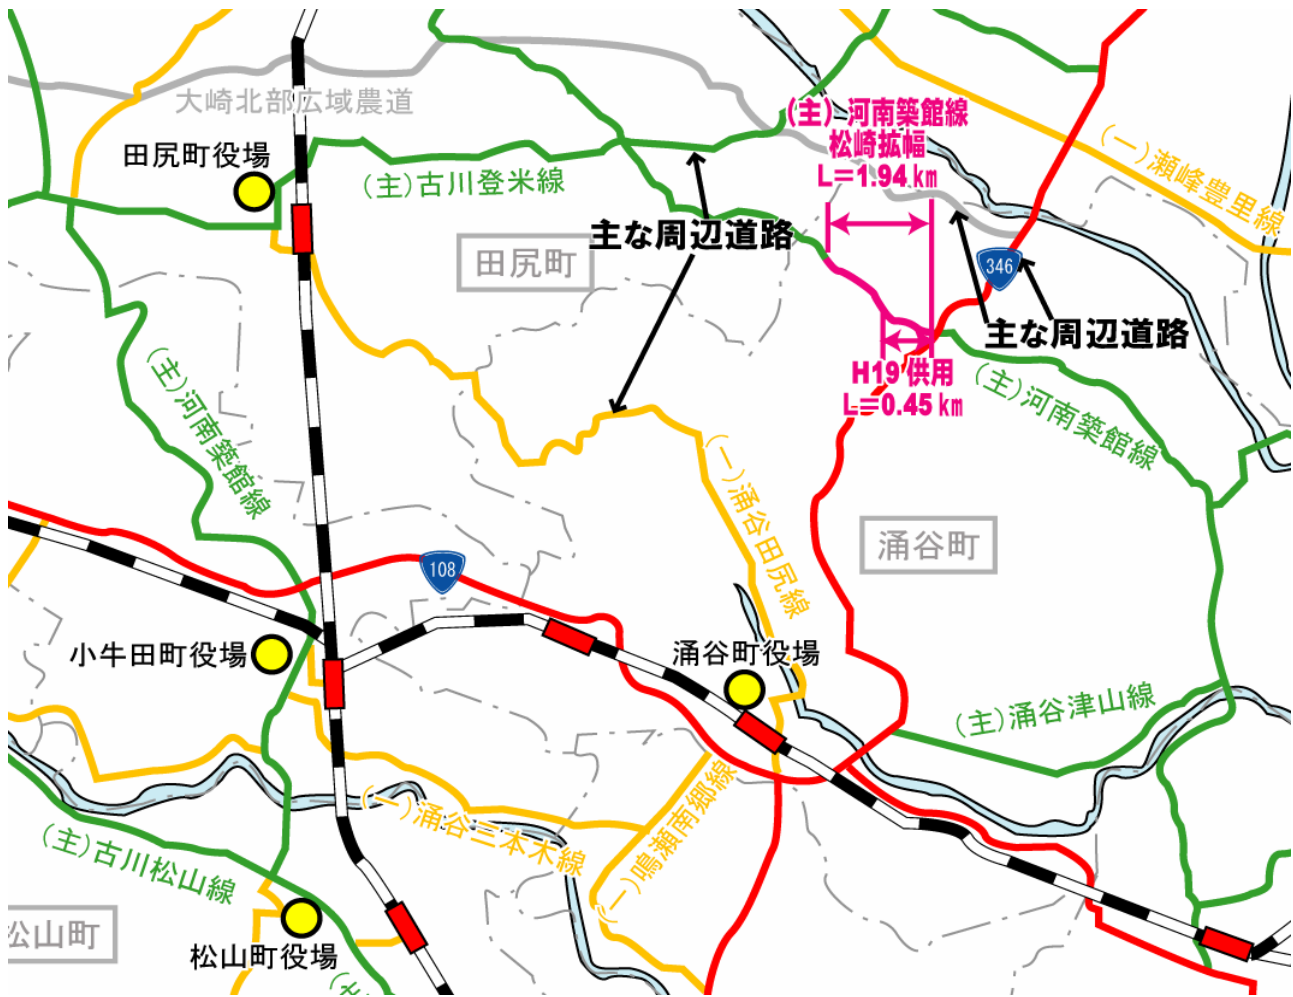 大崎北部広域農道
(主)河南築館線
松崎拡幅
L=1.94km
(一)瀬峰豊里線
田尻町役場
(主)古川登米線
主な周辺道路
田尻町
346
主な周辺道路
H19供用
L=0.45km
(主)河南築館線
(主)河南築館線
(一)涌谷田尻線
涌谷町
108
小牛田町役場
涌谷町役場
(主)涌谷津山線
(一)涌谷三本木線
(一)鳴瀬南郷線
(主)古川松山線
松山町
松山町役場
(主)